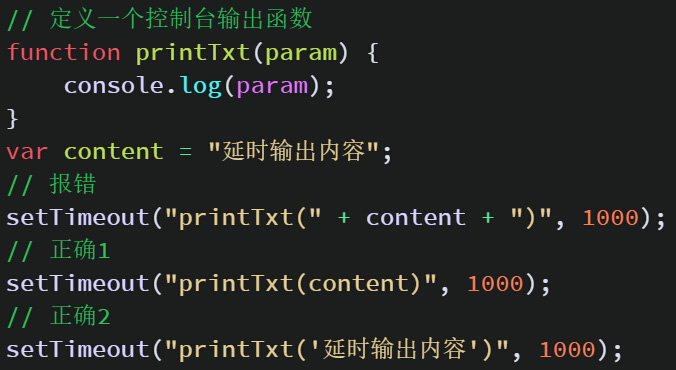 // 定义一个控制台输出函数
function printTxt(param) {
    console.log(param);
}
var content = "延时输出内容";
// 报错
setTimeout("printTxt(" + content + ")", 1000);
// 正确1
setTimeout("printTxt(content)", 1000);
// 正确2
setTimeout("printTxt('延时输出内容')", 1000);